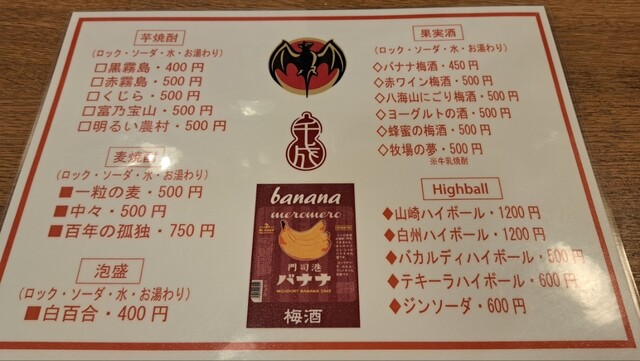 芋焼酎
(ロック・ソーダ・水・お湯わり)
□黒霧島・400円
□赤霧島・500円
□くじら・500円
□富乃宝山・500円
□明るい農村・500円
麦焼酎
(ロック・ソーダ・水・お湯わり)
■一粒の麦・500円
■中々・500円
■百年の孤独・750円
泡盛
(ロック・ソーダ・水・お湯わり)
■白百合・400円
千成
banana
meromero
門司港
バナナ
梅酒
果実酒
(ロック・ソーダ・水・お湯わり)
◇バナナ梅酒・450円
◇赤ワイン梅酒・500円
◇八海山にごり梅酒・500円
◇ヨーグルトの酒・500円
◇蜂蜜の梅酒・500円
◇牧場の夢・500円
※牛乳焼酎
Highball
◆山崎ハイボール・1200円
◆白州ハイボール・1200円
◆バカルディハイボール・500円
◆テキーラハイボール・600円
◆ジンソーダ・600円